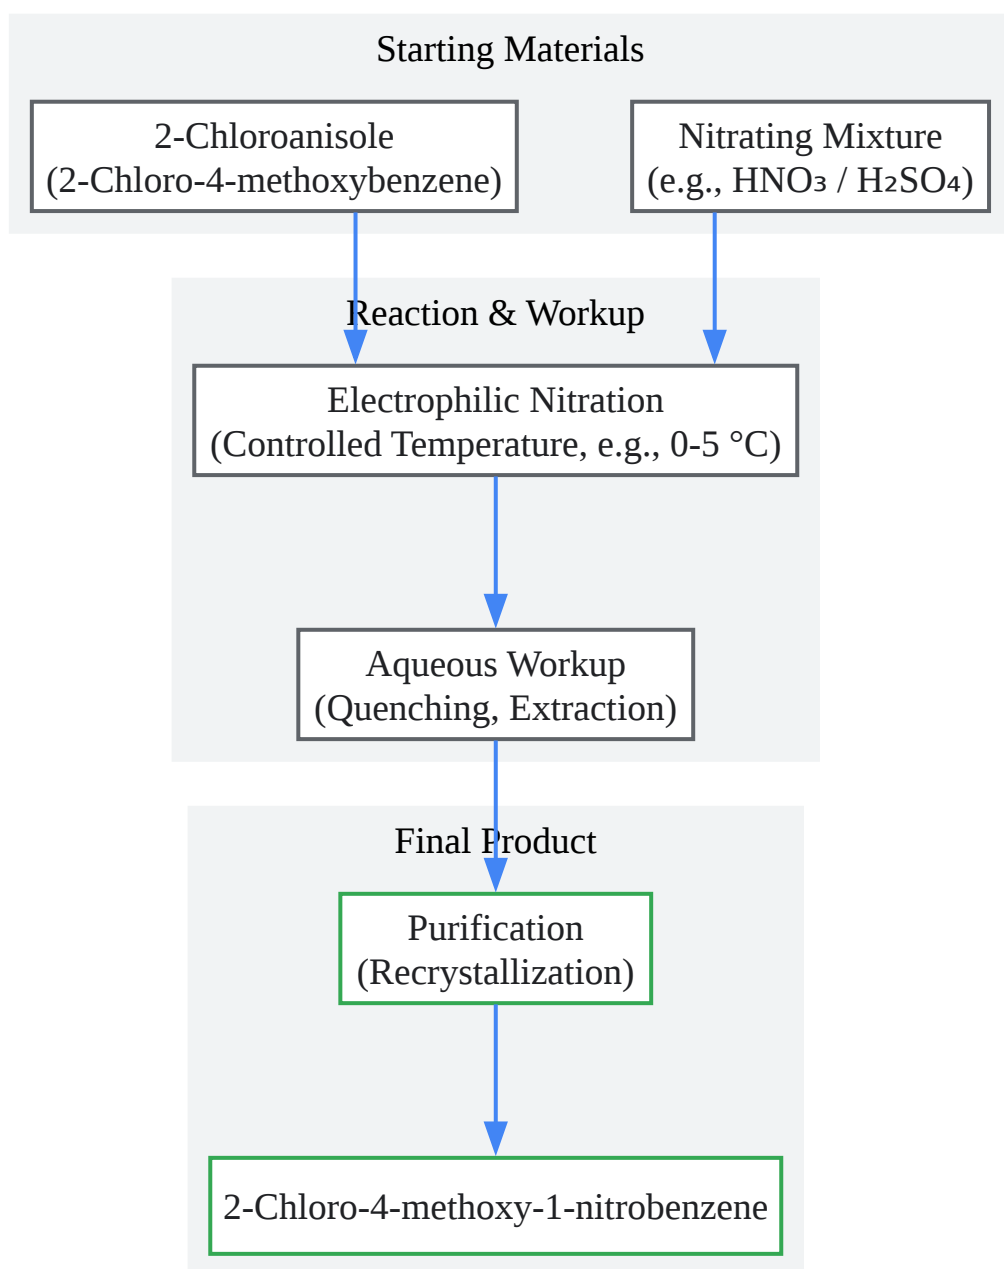 Starting Materials
2-Chloroanisole
(2-Chloro-4-methoxybenzene)
Nitrating Mixture
(e.g., HNO₃ / H₂SO₄)
Reaction & Workup
Electrophilic Nitration
(Controlled Temperature, e.g., 0-5 °C)
Aqueous Workup
(Quenching, Extraction)
Final Product
Purification
(Recrystallization)
2-Chloro-4-methoxy-1-nitrobenzene